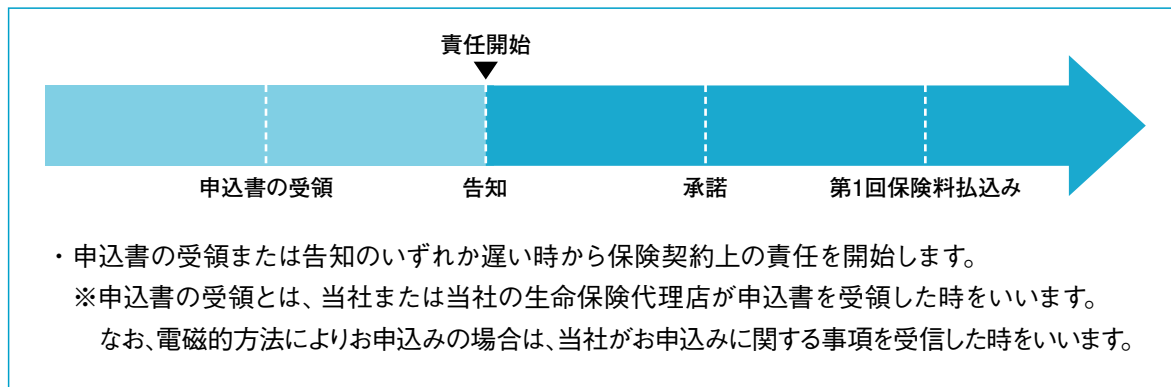 責任開始
申込書の受領
告知
承諾
第1回保険料払込み
・申込書の受領または告知のいずれか遅い時から保険契約上の責任を開始します。
※申込書の受領とは、当社または当社の生命保険代理店が申込書を受領した時をいいます。
なお、電磁的方法によりお申込みの場合は、当社がお申込みに関する事項を受信した時をいいます。